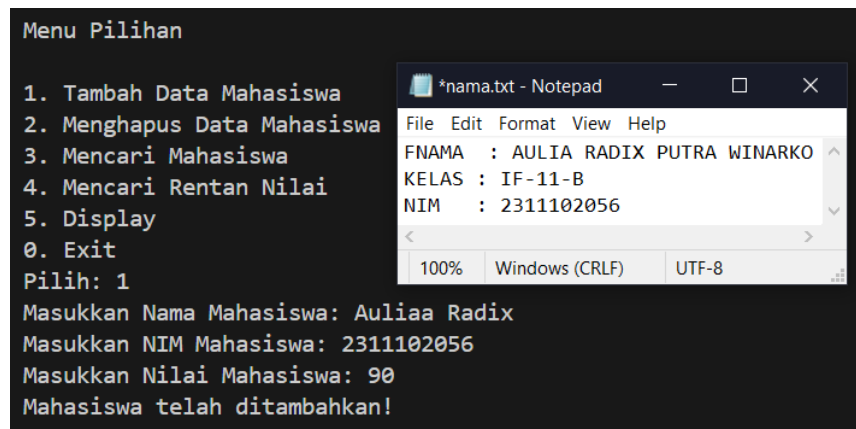 Menu Pilihan
1. Tambah Data Mahasiswa
2. Menghapus Data Mahasiswa
3. Mencari Mahasiswa
4. Mencari Rentan Nilai
5. Display
0. Exit
Pilih: 1
Masukkan Nama Mahasiswa: Auliaa Radix
Masukkan NIM Mahasiswa: 2311102056
Masukkan Nilai Mahasiswa: 90
Mahasiswa telah ditambahkan!
*nama.txt - Notepad
File Edit Format View Help
FNAMA : AULIA RADIX PUTRA WINARKO
KELAS : IF-11-B
NIM : 2311102056
100% Windows (CRLF) UTF-8